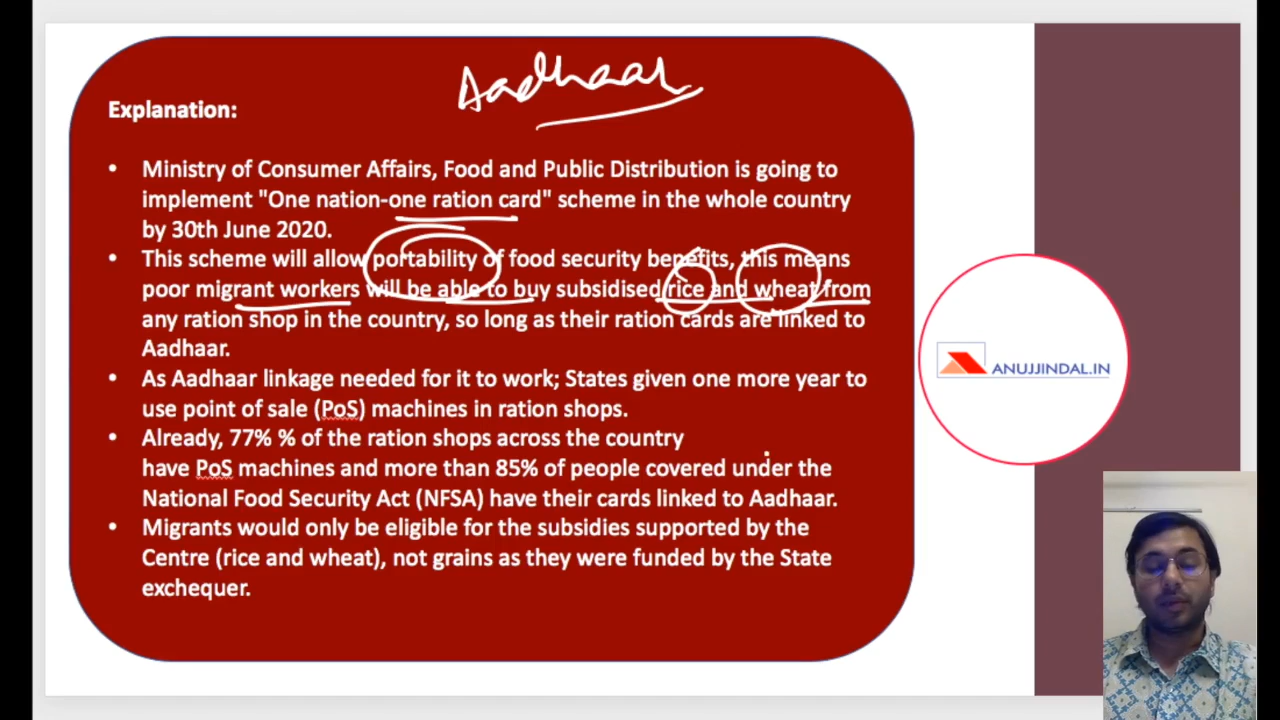 Aadhaar
Explanation:
• Ministry of Consumer Affairs, Food and Public Distribution is going to
implement "One nation-one ration card" scheme in the whole country
by 30th June 2020.
• This scheme will allow portability of food security benefits, this means
poor migrant workers will be able to buy subsidised rice and wheat from
any ration shop in the country, so long as their ration cards are linked to
Aadhaar.
• As Aadhaar linkage needed for it to work; States given one more year to
use point of sale (PoS) machines in ration shops.
• Already, 77% % of the ration shops across the country
have PoS machines and more than 85% of people covered under the
National Food Security Act (NFSA) have their cards linked to Aadhaar.
• Migrants would only be eligible for the subsidies supported by the
Centre (rice and wheat), not grains as they were funded by the State
exchequer.
ANUJJINDAL.IN